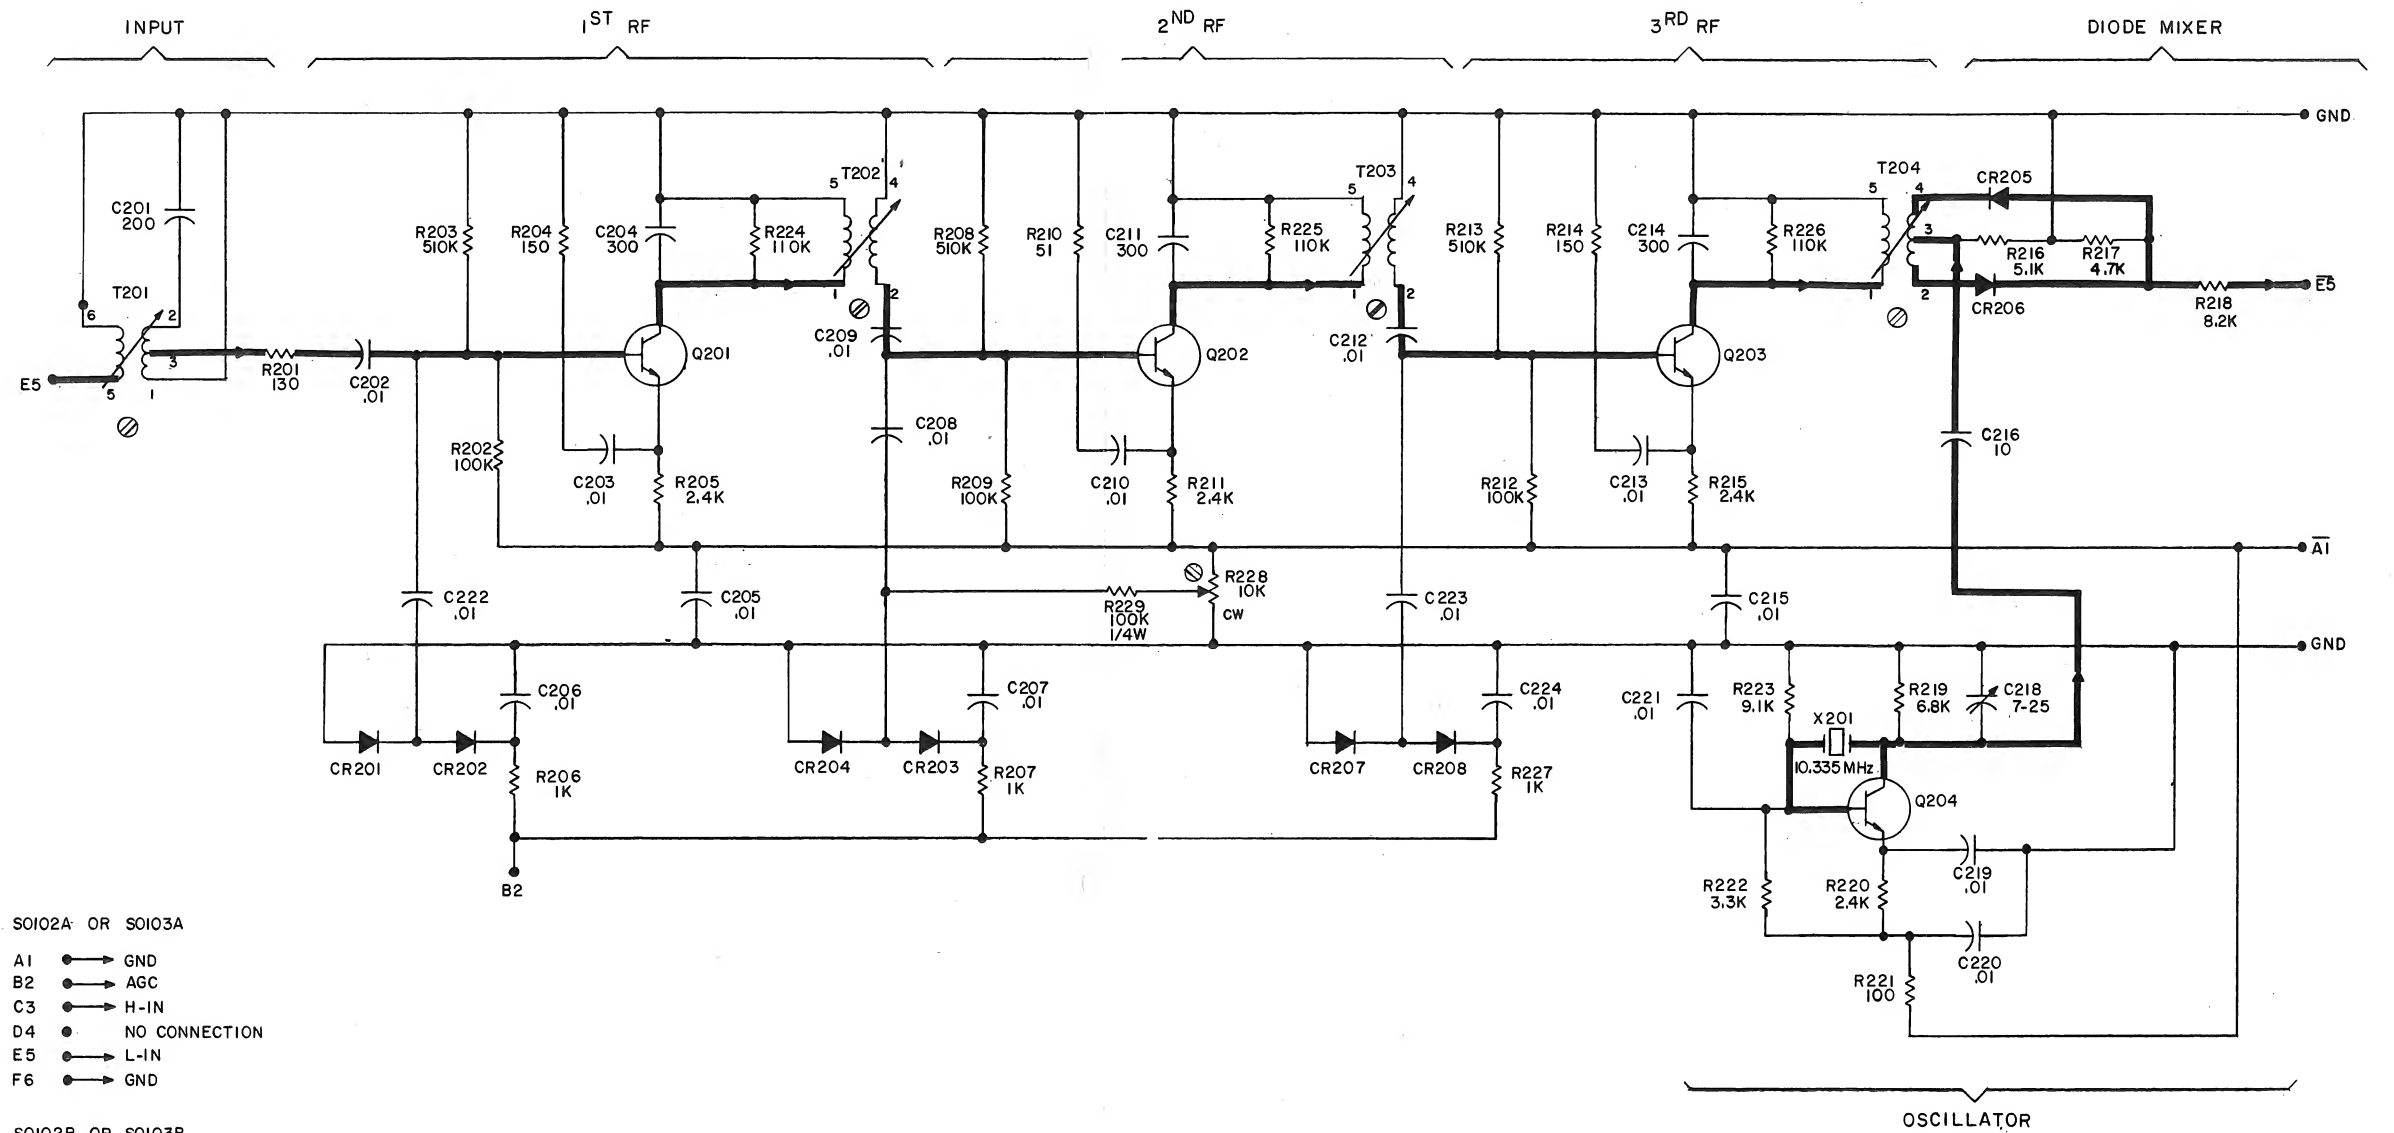 INPUT
1ST RF
2ND RF
3RD RF
DIODE MIXER
GND
C201
200
R203
510K
R204
150
C204
300
R224
110K
T202
5
4
1
2
R208
510K
R210
51
C211
300
R225
110K
T203
5
4
1
2
R213
510K
R214
150
C214
300
R226
110K
T204
5
4
3
1
2
CR205
R216
5.1K
R217
4.7K
CR206
R218
8.2K
E5
T201
6
2
3
5
1
E5
R201
130
C202
.01
Q201
C209
.01
Q202
C212
.01
Q203
R202
100K
C203
.01
R205
2.4K
C208
.01
R209
100K
C210
.01
R211
2.4K
R212
100K
C213
.01
R215
2.4K
C216
10
A1
C222
.01
C205
.01
R229
100K
1/4W
R228
10K
CW
C223
.01
C215
.01
GND
C206
.01
C207
.01
C224
.01
C221
.01
R223
9.1K
X201
10.335MHz
R219
6.8K
C218
7-25
CR201
CR202
R206
1K
CR204
CR203
R207
1K
CR207
CR208
R227
1K
Q204
B2
R222
3.3K
R220
2.4K
C219
.01
C220
.01
R221
100
OSCILLATOR
SO102A OR SO103A
A1 GND
B2 AGC
C3 H-IN
D4 NO CONNECTION
E5 L-IN
F6 GND
SO102B OR SO103B